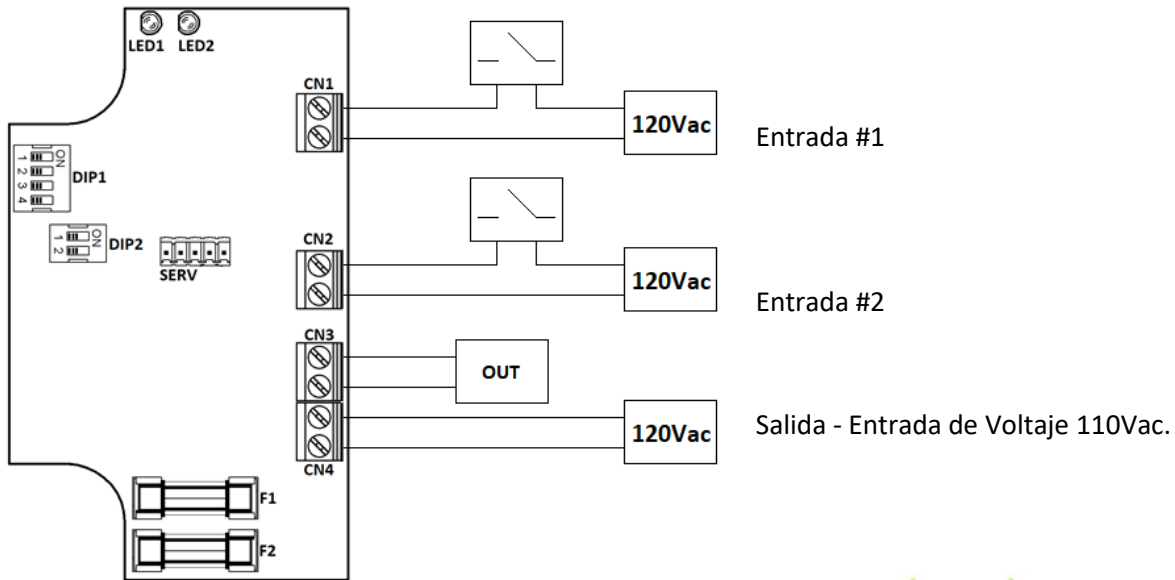 LED1 LED2
CN1
120Vac
Entrada #1
ON
1
2
3
4
DIP1
ON
1
2
DIP2
SERV
CN2
120Vac
Entrada #2
CN3
OUT
120Vac
Salida - Entrada de Voltaje 110Vac.
CN4
F1
F2